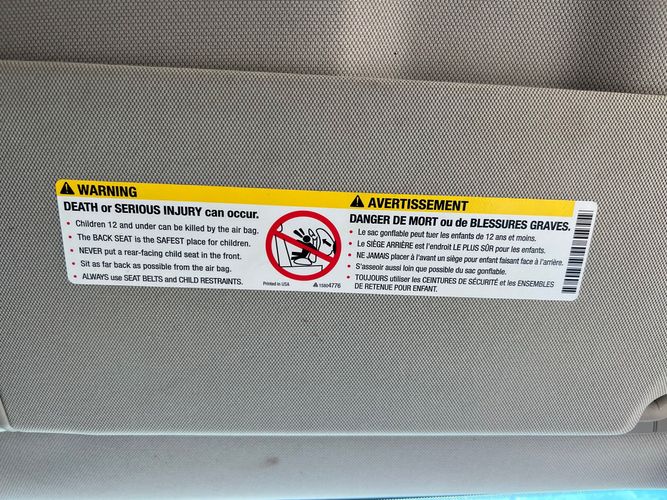 WARNING
DEATH or SERIOUS INJURY can occur.
• Children 12 and under can be killed by the air bag.
• The BACK SEAT is the SAFEST place for children.
• NEVER put a rear-facing child seat in the front.
• Sit as far back as possible from the air bag.
• ALWAYS use SEAT BELTS and CHILD RESTRAINTS.
Printed in USA
15804776
AVERTISSEMENT
DANGER DE MORT ou de BLESSURES GRAVES.
• Le sac gonflable peut tuer les enfants de 12 ans et moins.
• Le SIÈGE ARRIÈRE est l'endroit LE PLUS SÛR pour les enfants.
• NE JAMAIS placer à l'avant un siège pour enfant faisant face à l'arrière.
• S'asseoir aussi loin que possible du sac gonflable.
• TOUJOURS utiliser les CEINTURES DE SÉCURITÉ et les ENSEMBLES
DE RETENUE POUR ENFANT.